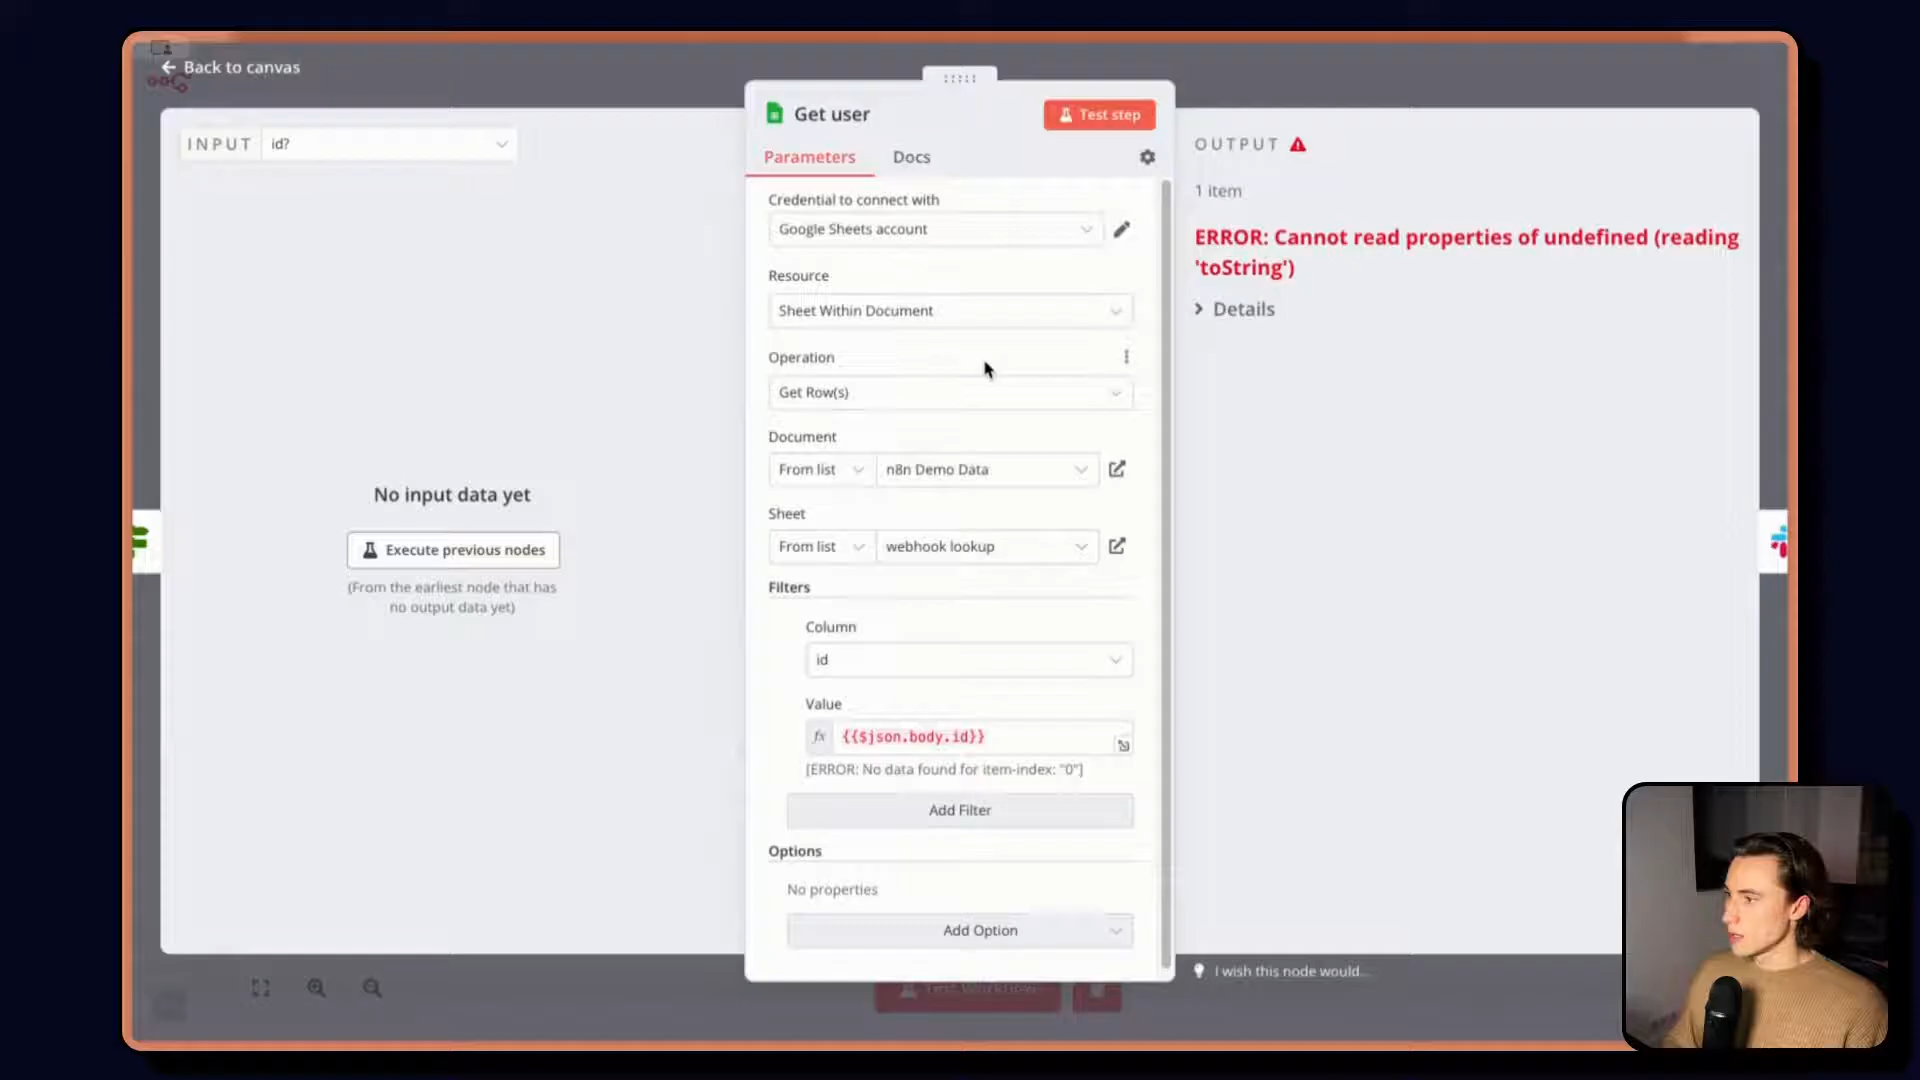 Back to canvas
INPUT id?
No input data yet
Execute previous nodes
(From the earliest node that has
no output data yet)
Get user
Test step
Parameters
Docs
Credential to connect with
Google Sheets account
Resource
Sheet Within Document
Operation
Get Row(s)
Document
From list
n8n Demo Data
Sheet
From list
webhook lookup
Filters
Column
id
Value
fx {{$json.body.id}}
[ERROR: No data found for item-index: "0"]
Add Filter
Options
No properties
Add Option
Test Workflow
OUTPUT
1 item
ERROR: Cannot read properties of undefined (reading
'toString')
Details
I wish this node would...